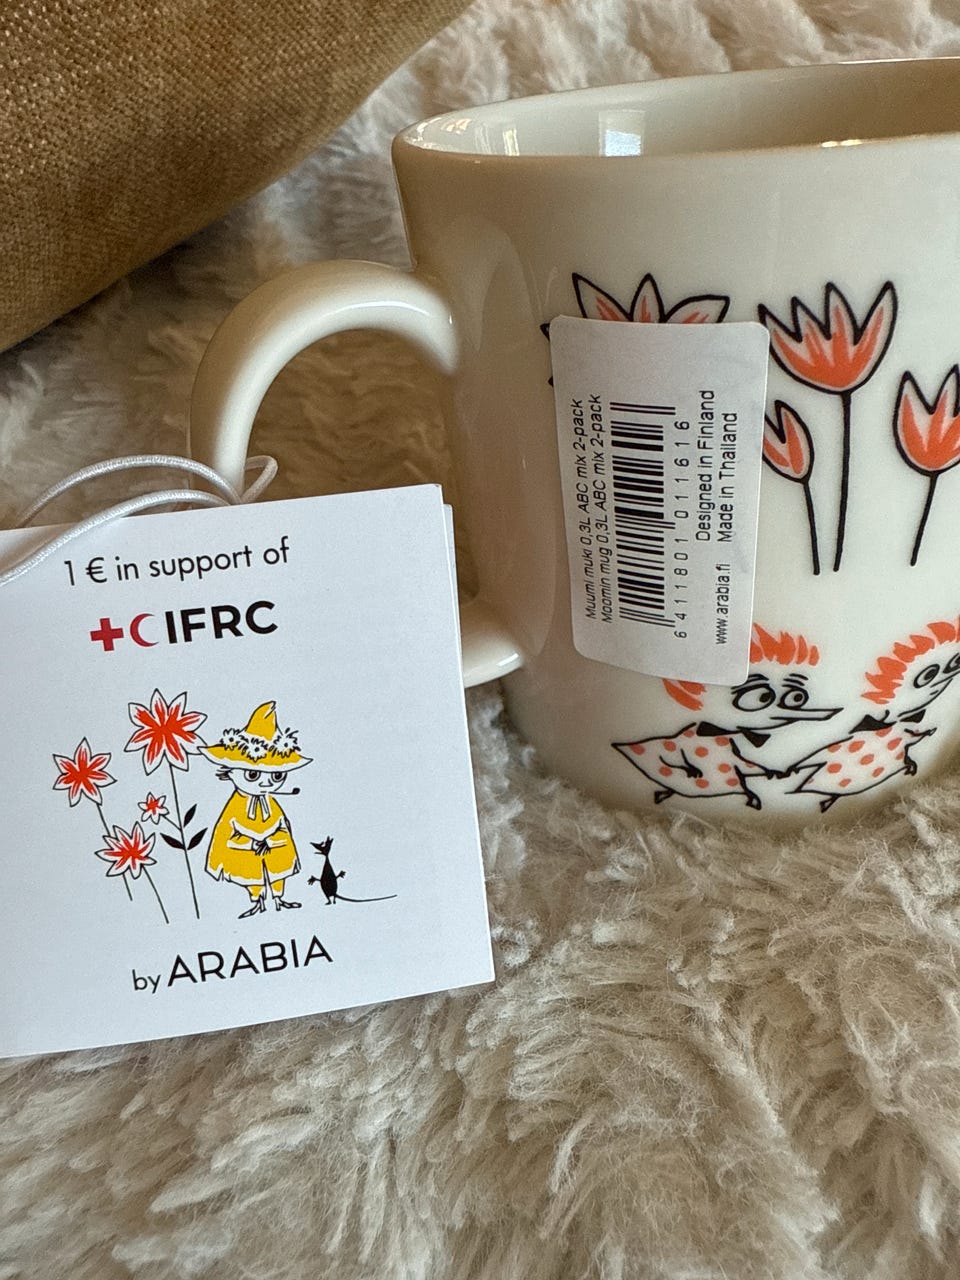 1 € in support of
IFRC
by ARABIA
Muumi muki 0,3L ABC mix 2-pack
Moomin mug 0,3L ABC mix 2-pack
6 411801 011616
Designed in Finland
www.arabia.fi Made in Thailand